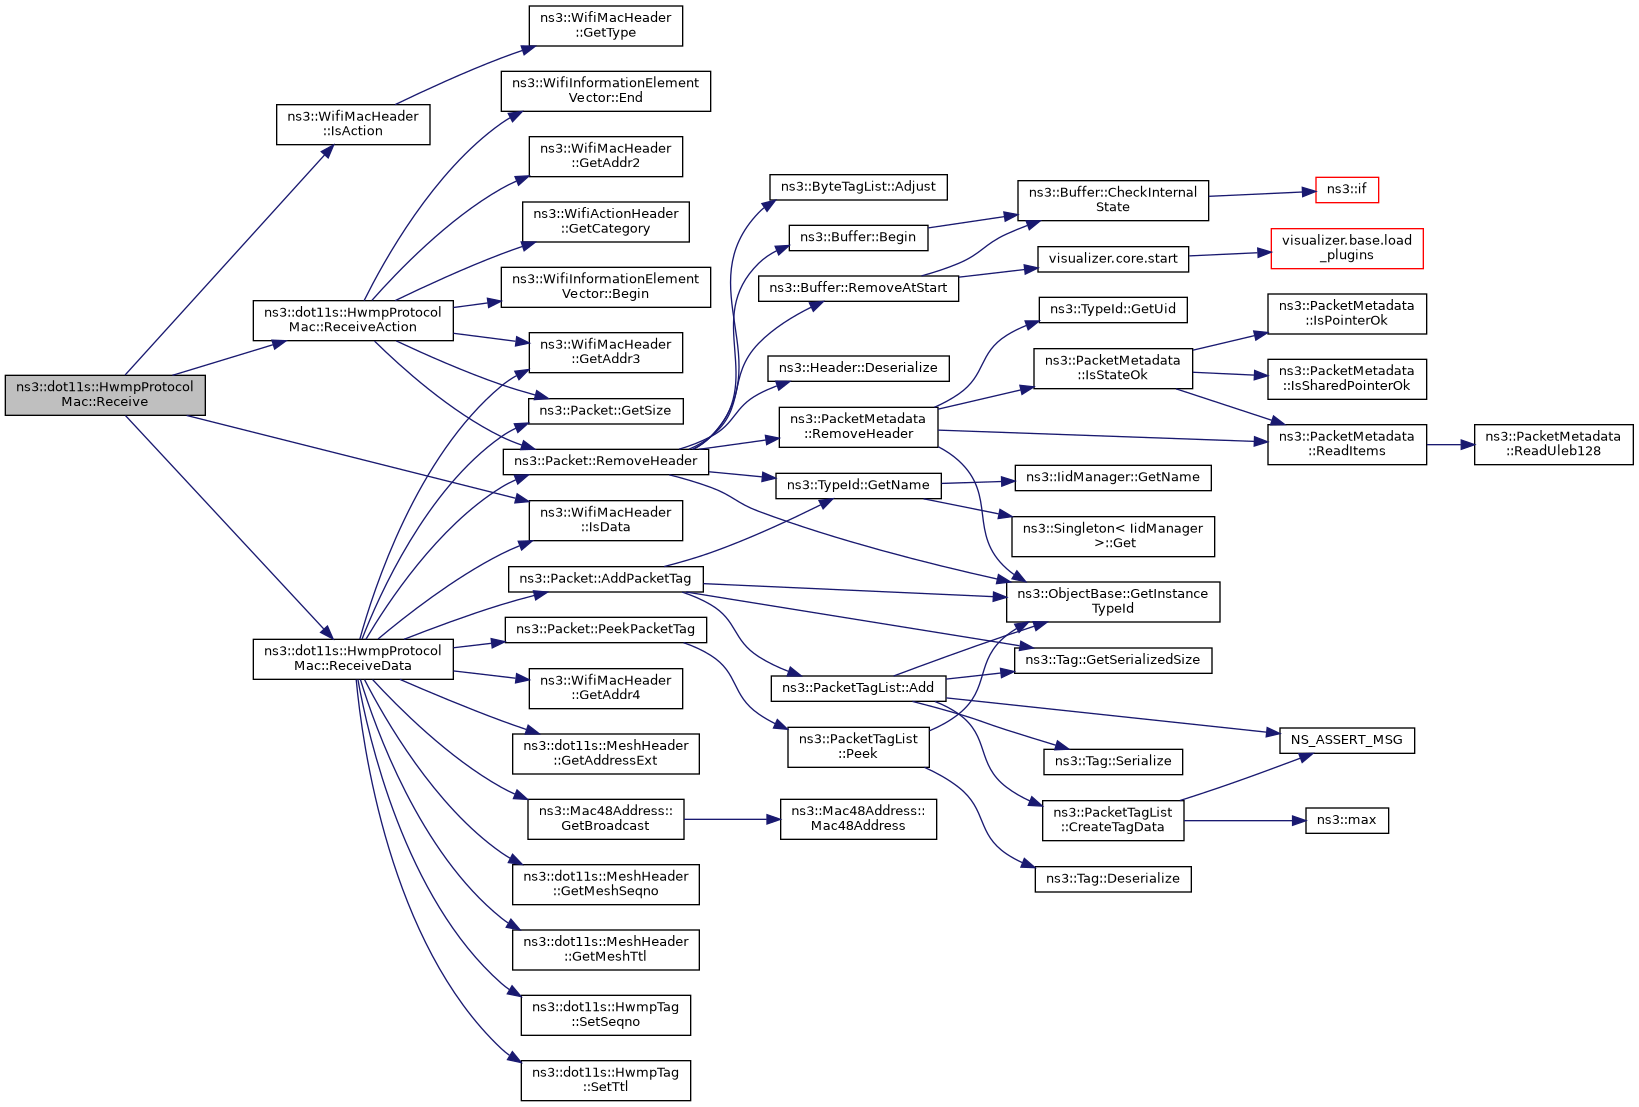 ns3::dot11s::HwmpProtocol
Mac::Receive
ns3::WifiMacHeader
::IsAction
ns3::dot11s::HwmpProtocol
Mac::ReceiveAction
ns3::dot11s::HwmpProtocol
Mac::ReceiveData
ns3::WifiMacHeader
::GetType
ns3::WifiInformationElement
Vector::End
ns3::WifiMacHeader
::GetAddr2
ns3::WifiActionHeader
::GetCategory
ns3::WifiInformationElement
Vector::Begin
ns3::WifiMacHeader
::GetAddr3
ns3::Packet::GetSize
ns3::Packet::RemoveHeader
ns3::WifiMacHeader
::IsData
ns3::Packet::AddPacketTag
ns3::Packet::PeekPacketTag
ns3::WifiMacHeader
::GetAddr4
ns3::dot11s::MeshHeader
::GetAddressExt
ns3::Mac48Address::
GetBroadcast
ns3::dot11s::MeshHeader
::GetMeshSeqno
ns3::dot11s::MeshHeader
::GetMeshTtl
ns3::dot11s::HwmpTag
::SetSeqno
ns3::dot11s::HwmpTag
::SetTtl
ns3::ByteTagList::Adjust
ns3::Buffer::Begin
ns3::Buffer::RemoveAtStart
ns3::Header::Deserialize
ns3::PacketMetadata
::RemoveHeader
ns3::TypeId::GetName
ns3::PacketTagList::Add
ns3::PacketTagList
::Peek
ns3::Mac48Address::
Mac48Address
ns3::Buffer::CheckInternal
State
visualizer.core.start
ns3::TypeId::GetUid
ns3::PacketMetadata
::IsStateOk
ns3::IidManager::GetName
ns3::Singleton< IidManager
>::Get
ns3::ObjectBase::GetInstance
TypeId
ns3::Tag::GetSerializedSize
ns3::Tag::Serialize
ns3::PacketTagList
::CreateTagData
ns3::Tag::Deserialize
ns3::if
visualizer.base.load
_plugins
ns3::PacketMetadata
::IsPointerOk
ns3::PacketMetadata
::IsSharedPointerOk
ns3::PacketMetadata
::ReadItems
NS_ASSERT_MSG
ns3::max
ns3::PacketMetadata
::ReadUleb128